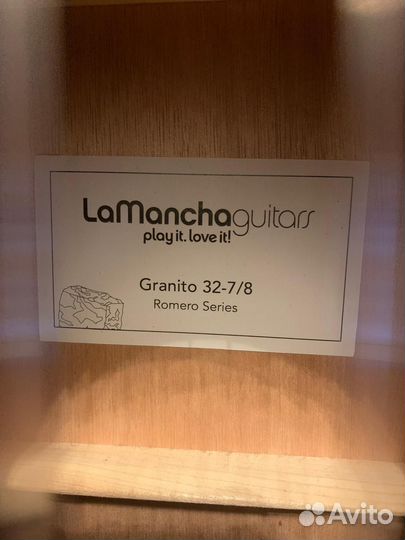 LaManchaguitars
play it. love it!
Granito 32-7/8
Romero Series
Avito